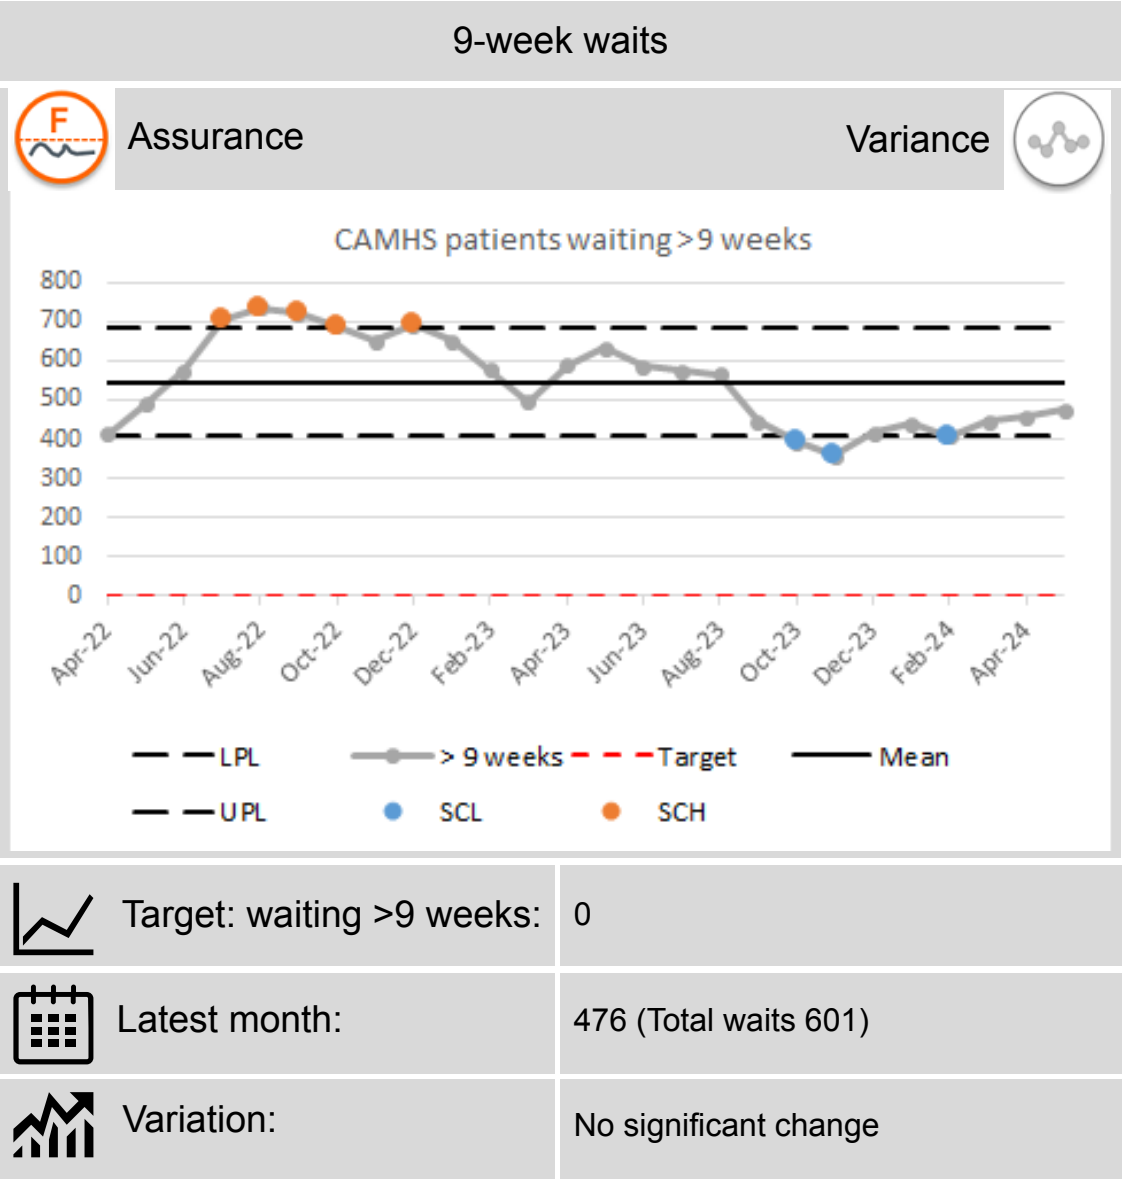 9-week waits
F
Assurance
Variance
CAMHS patients waiting >9 weeks
800
700
600
500
400
300
200
100
0
Apr-22 Jun-22 Aug-22 Oct-22 Dec-22 Feb-23 Apr-23 Jun-23 Aug-23 Oct-23 Dec-23 Feb-24 Apr-24
LPL > 9 weeks Target Mean
UPL SCL SCH
Target: waiting >9 weeks: 0
Latest month: 476 (Total waits 601)
Variation: No significant change